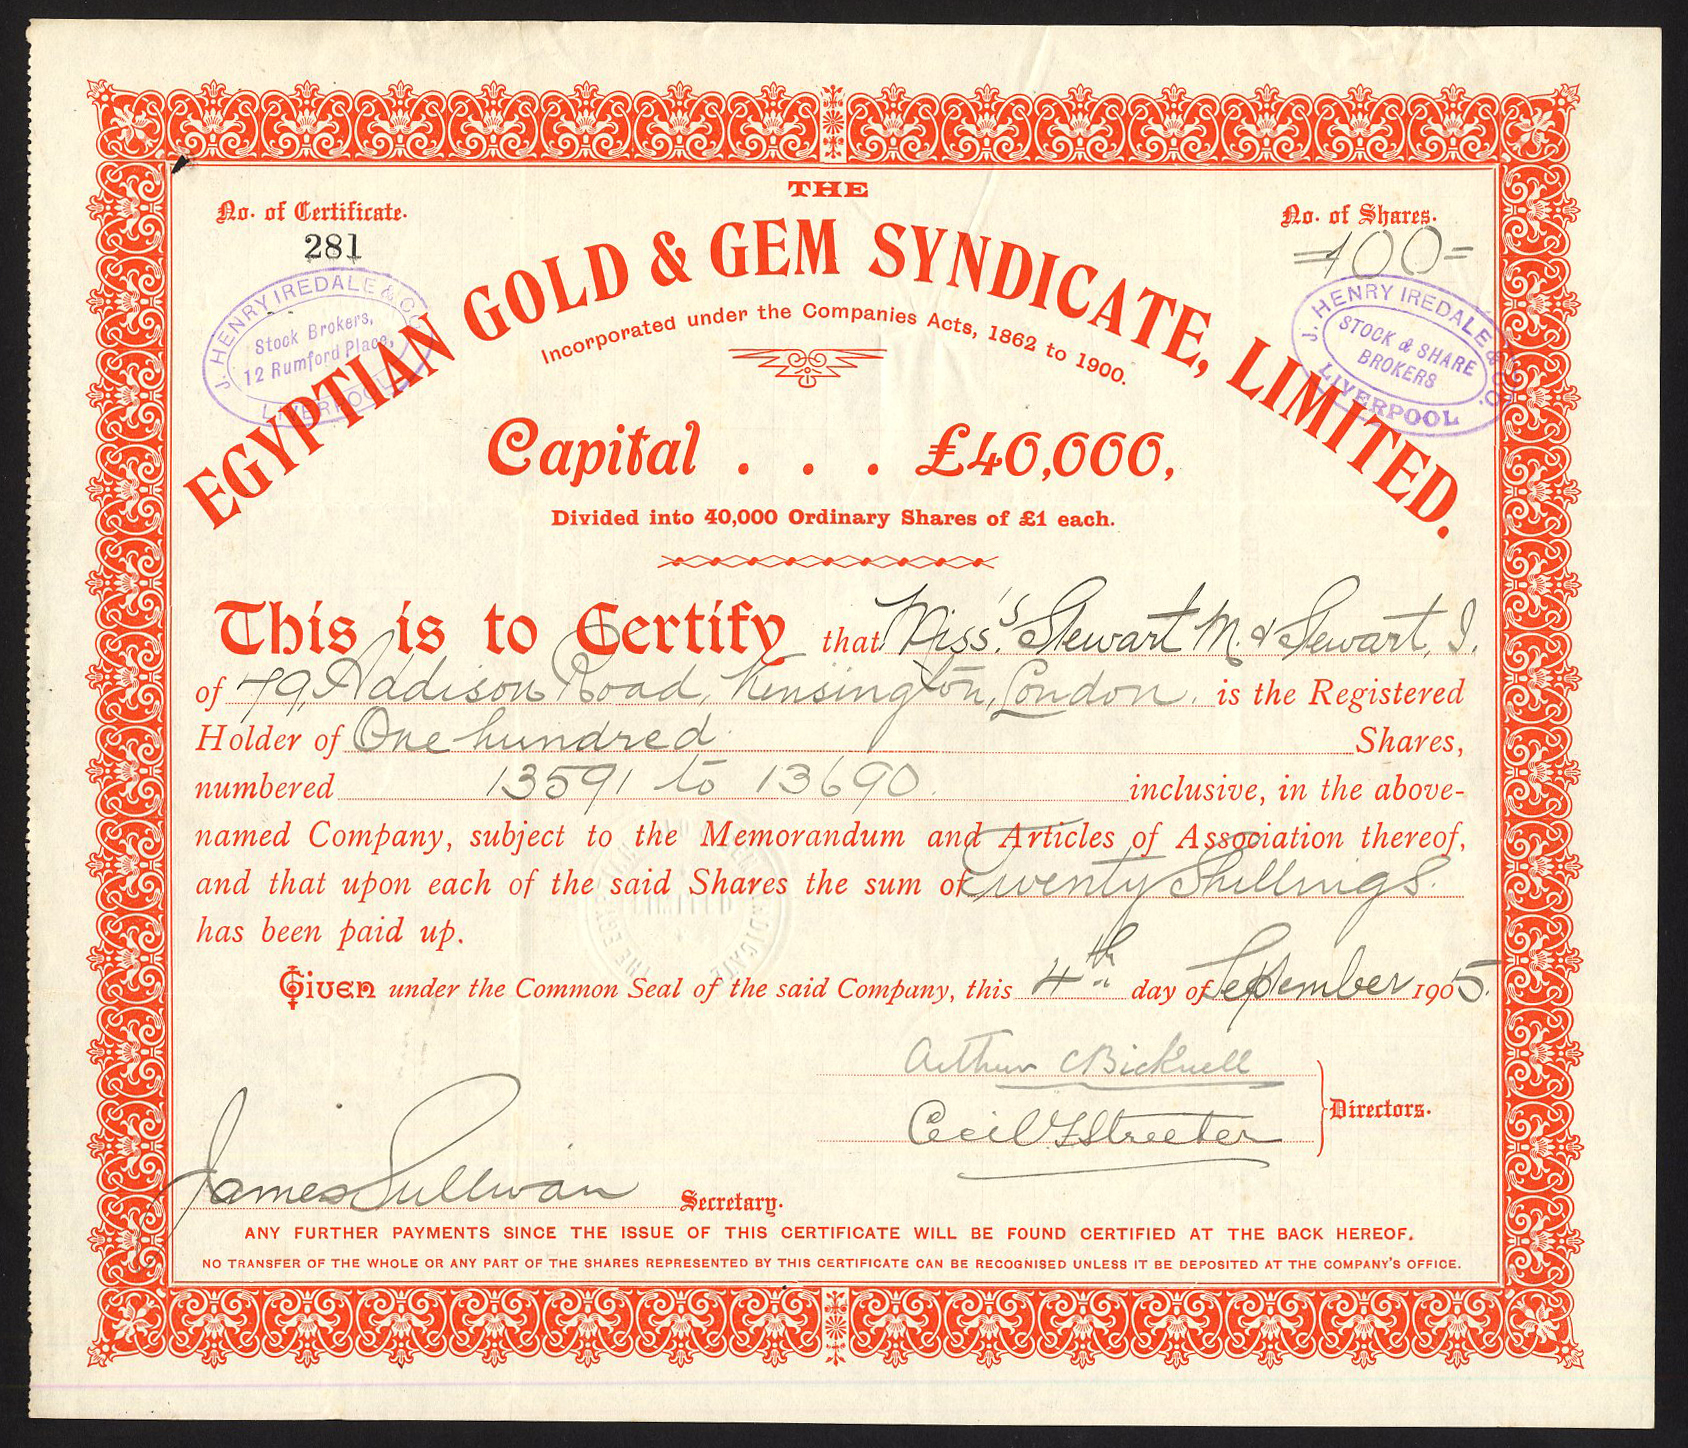 No. of Certificate.
281
No. of Shares.
=100=
THE
EGYPTIAN GOLD & GEM SYNDICATE, LIMITED.
Incorporated under the Companies Acts, 1862 to 1900.
J. HENRY IREDALE & CO.
Stock Brokers,
12 Rumford Place,
LIVERPOOL
J. HENRY IREDALE & CO.
STOCK & SHARE
BROKERS
LIVERPOOL
Capital . . . £40,000,
Divided into 40,000 Ordinary Shares of £1 each.
This is to Certify that Miss's. Stewart M. & Stewart, I.
of 79, Addison Road, Kensington, London. is the Registered
Holder of One hundred Shares,
numbered 13591 to 13690. inclusive, in the above-
named Company, subject to the Memorandum and Articles of Association thereof,
and that upon each of the said Shares the sum of Twenty Shillings.
has been paid up.
THE EGYPTIAN GOLD & GEM SYNDICATE
LIMITED
Given under the Common Seal of the said Company, this 4th day of September 1905.
Arthur C Bicknell
Cecil F Streeter
Directors.
James Sullivan Secretary.
ANY FURTHER PAYMENTS SINCE THE ISSUE OF THIS CERTIFICATE WILL BE FOUND CERTIFIED AT THE BACK HEREOF.
NO TRANSFER OF THE WHOLE OR ANY PART OF THE SHARES REPRESENTED BY THIS CERTIFICATE CAN BE RECOGNISED UNLESS IT BE DEPOSITED AT THE COMPANY'S OFFICE.